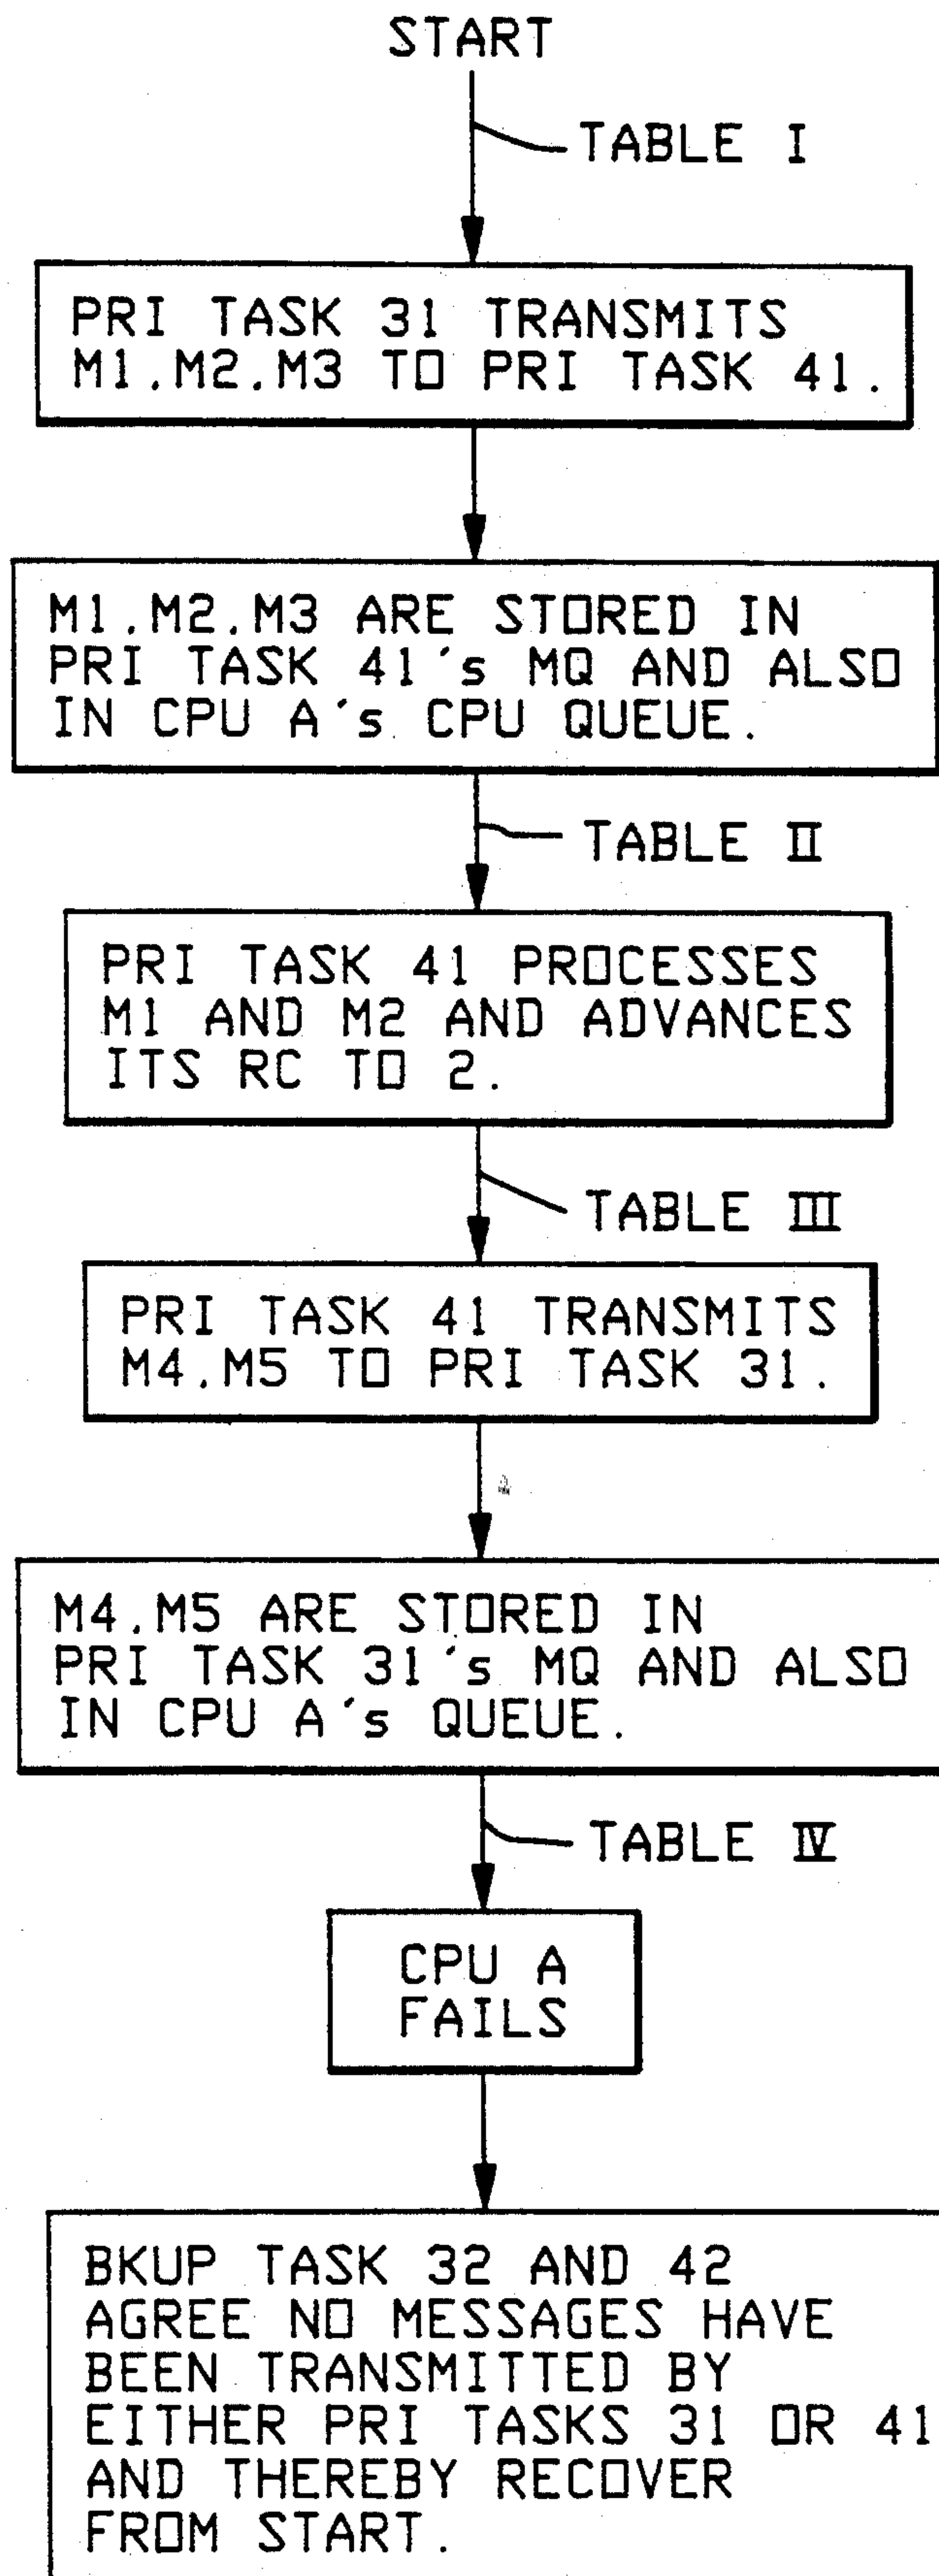 START
TABLE I
PRI TASK 31 TRANSMITS
M1.M2.M3 TO PRI TASK 41.
M1.M2.M3 ARE STORED IN
PRI TASK 41's MQ AND ALSO
IN CPU A's CPU QUEUE.
TABLE II
PRI TASK 41 PROCESSES
M1 AND M2 AND ADVANCES
ITS RC TO 2.
TABLE III
PRI TASK 41 TRANSMITS
M4.M5 TO PRI TASK 31.
M4.M5 ARE STORED IN
PRI TASK 31's MQ AND ALSO
IN CPU A's QUEUE.
TABLE IV
CPU A
FAILS
BKUP TASK 32 AND 42
AGREE NO MESSAGES HAVE
BEEN TRANSMITTED BY
EITHER PRI TASKS 31 OR 41
AND THEREBY RECOVER
FROM START.